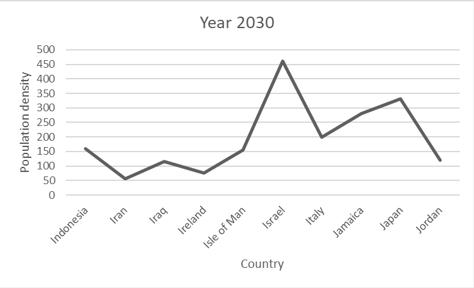 Year 2030
Population density
500
450
400
350
300
250
200
150
100
50
0
Indonesia
Iran
Iraq
Ireland
Isle of Man
Israel
Italy
Jamaica
Japan
Jordan
Country